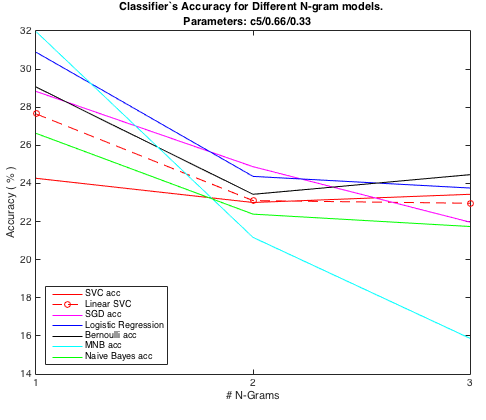 Classifier`s Accuracy for Different N-gram models.
Parameters: c5/0.66/0.33
32
30
28
26
24
22
20
18
16
14
Accuracy ( % )
SVC acc
Linear SVC
SGD acc
Logistic Regression
Bernoulli acc
MNB acc
Naive Bayes acc
1
2
3
# N-Grams